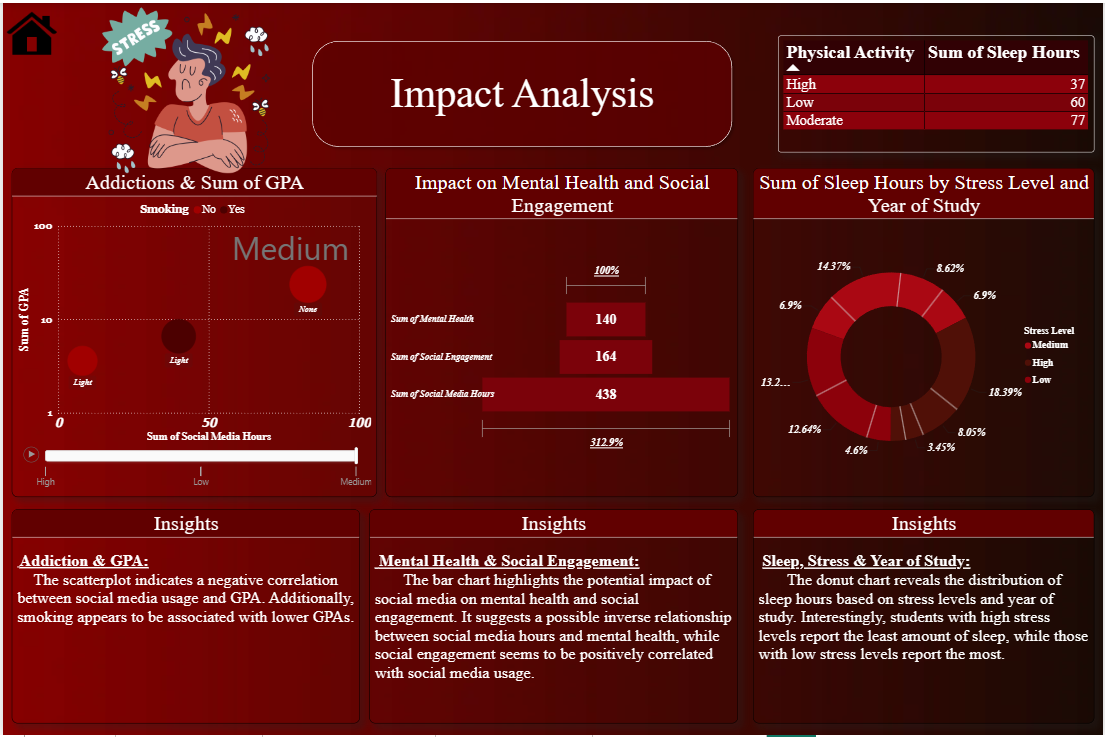 STRESS
Impact Analysis
Physical Activity Sum of Sleep Hours
High 37
Low 60
Moderate 77
Addictions & Sum of GPA
Smoking No Yes
Medium
100
10
1
Sum of GPA
None
Light
Light
0 50 100
Sum of Social Media Hours
High Low Medium
Impact on Mental Health and Social
Engagement
100%
Sum of Mental Health 140
Sum of Social Engagement 164
Sum of Social Media Hours 438
312.9%
Sum of Sleep Hours by Stress Level and
Year of Study
14.37%
8.62%
6.9%
6.9%
13.2...
18.39%
12.64%
8.05%
4.6%
3.45%
Stress Level
Medium
High
Low
Insights
Addiction & GPA:
The scatterplot indicates a negative correlation
between social media usage and GPA. Additionally,
smoking appears to be associated with lower GPAs.
Insights
Mental Health & Social Engagement:
The bar chart highlights the potential impact of
social media on mental health and social
engagement. It suggests a possible inverse relationship
between social media hours and mental health, while
social engagement seems to be positively correlated
with social media usage.
Insights
Sleep, Stress & Year of Study:
The donut chart reveals the distribution of
sleep hours based on stress levels and year of
study. Interestingly, students with high stress
levels report the least amount of sleep, while those
with low stress levels report the most.